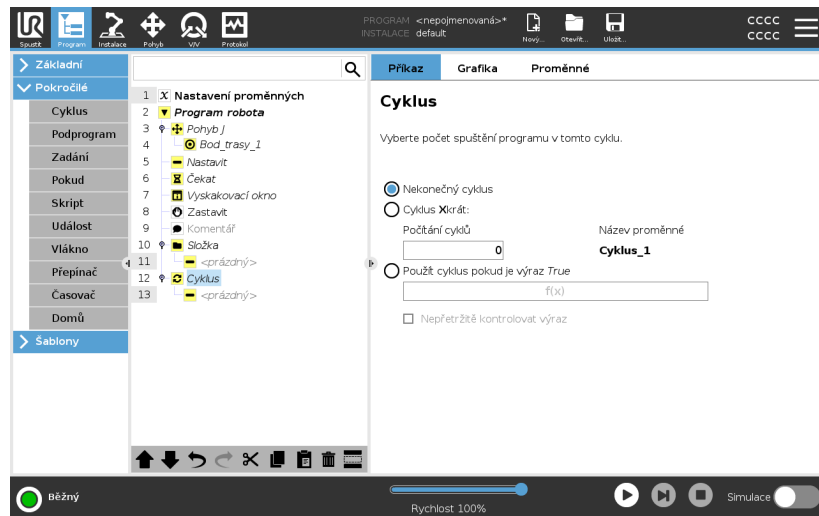 PROGRAM <nepojmenovaná>*
INSTALACE default
cccc
cccc
UR
Spustit
Program
Instalace
Pohyb
V/V
Protokol
Nový...
Otevřít...
Uložit...
Základní
Pokročilé
Cyklus
Podprogram
Zadání
Pokud
Skript
Událost
Vlákno
Přepínač
Časovač
Domů
Šablony
1 X Nastavení proměnných
2 Program robota
3 Pohyb J
4 Bod_trasy_1
5 Nastavit
6 Čekat
7 Vyskakovací okno
8 Zastavit
9 Komentář
10 Složka
11 <prázdný>
12 Cyklus
13 <prázdný>
Příkaz Grafika Proměnné
Cyklus
Vyberte počet spuštění programu v tomto cyklu.
Nekonečný cyklus
Cyklus Xkrát:
Počítání cyklů Název proměnné
0 Cyklus_1
Použít cyklus pokud je výraz True
f(x)
Nepřetržitě kontrolovat výraz
Běžný
Rychlost 100%
Simulace